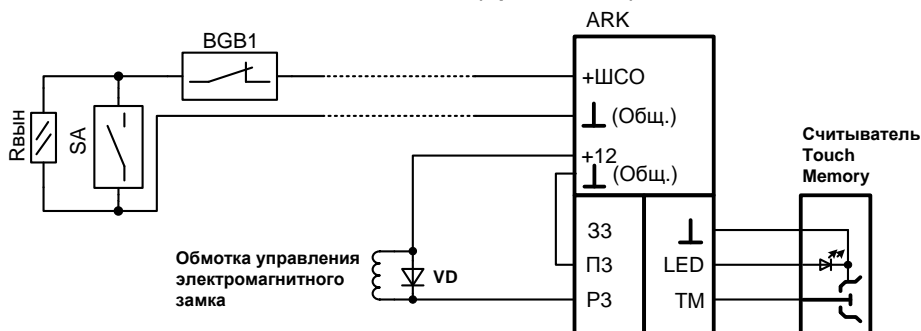 ARK
BGB1
Rвын
SA
+ШСО
(Общ.)
+12
(Общ.)
Считыватель
Touch
Memory
Обмотка управления
электромагнитного
замка
VD
ЗЗ
ПЗ
РЗ
LED
TM